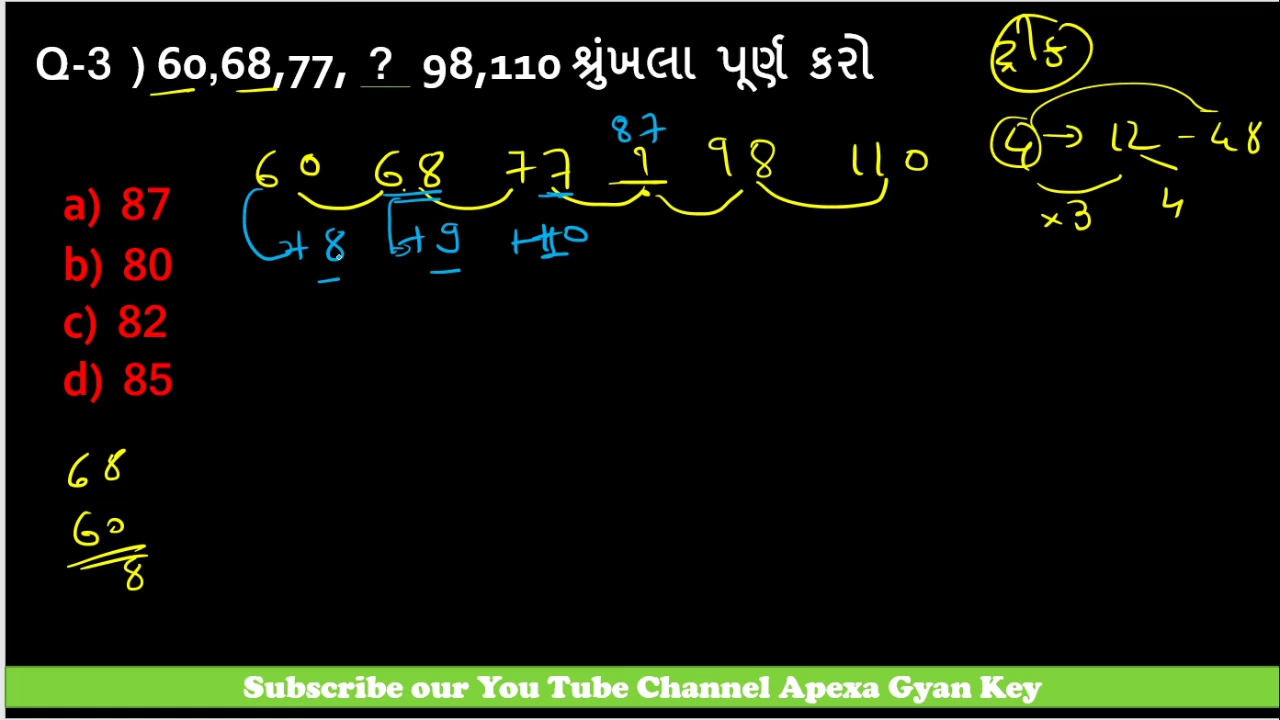 Q-3 ) 60,68,77, ? 98,110 શ્રુંખલા પૂર્ણ કરો
a) 87
b) 80
c) 82
d) 85
87
60 68 77 ? 98 110
+8 +9 +10
68
60
8
ટ્રીક
4 → 12 - 48
×3 4
Subscribe our You Tube Channel Apexa Gyan Key